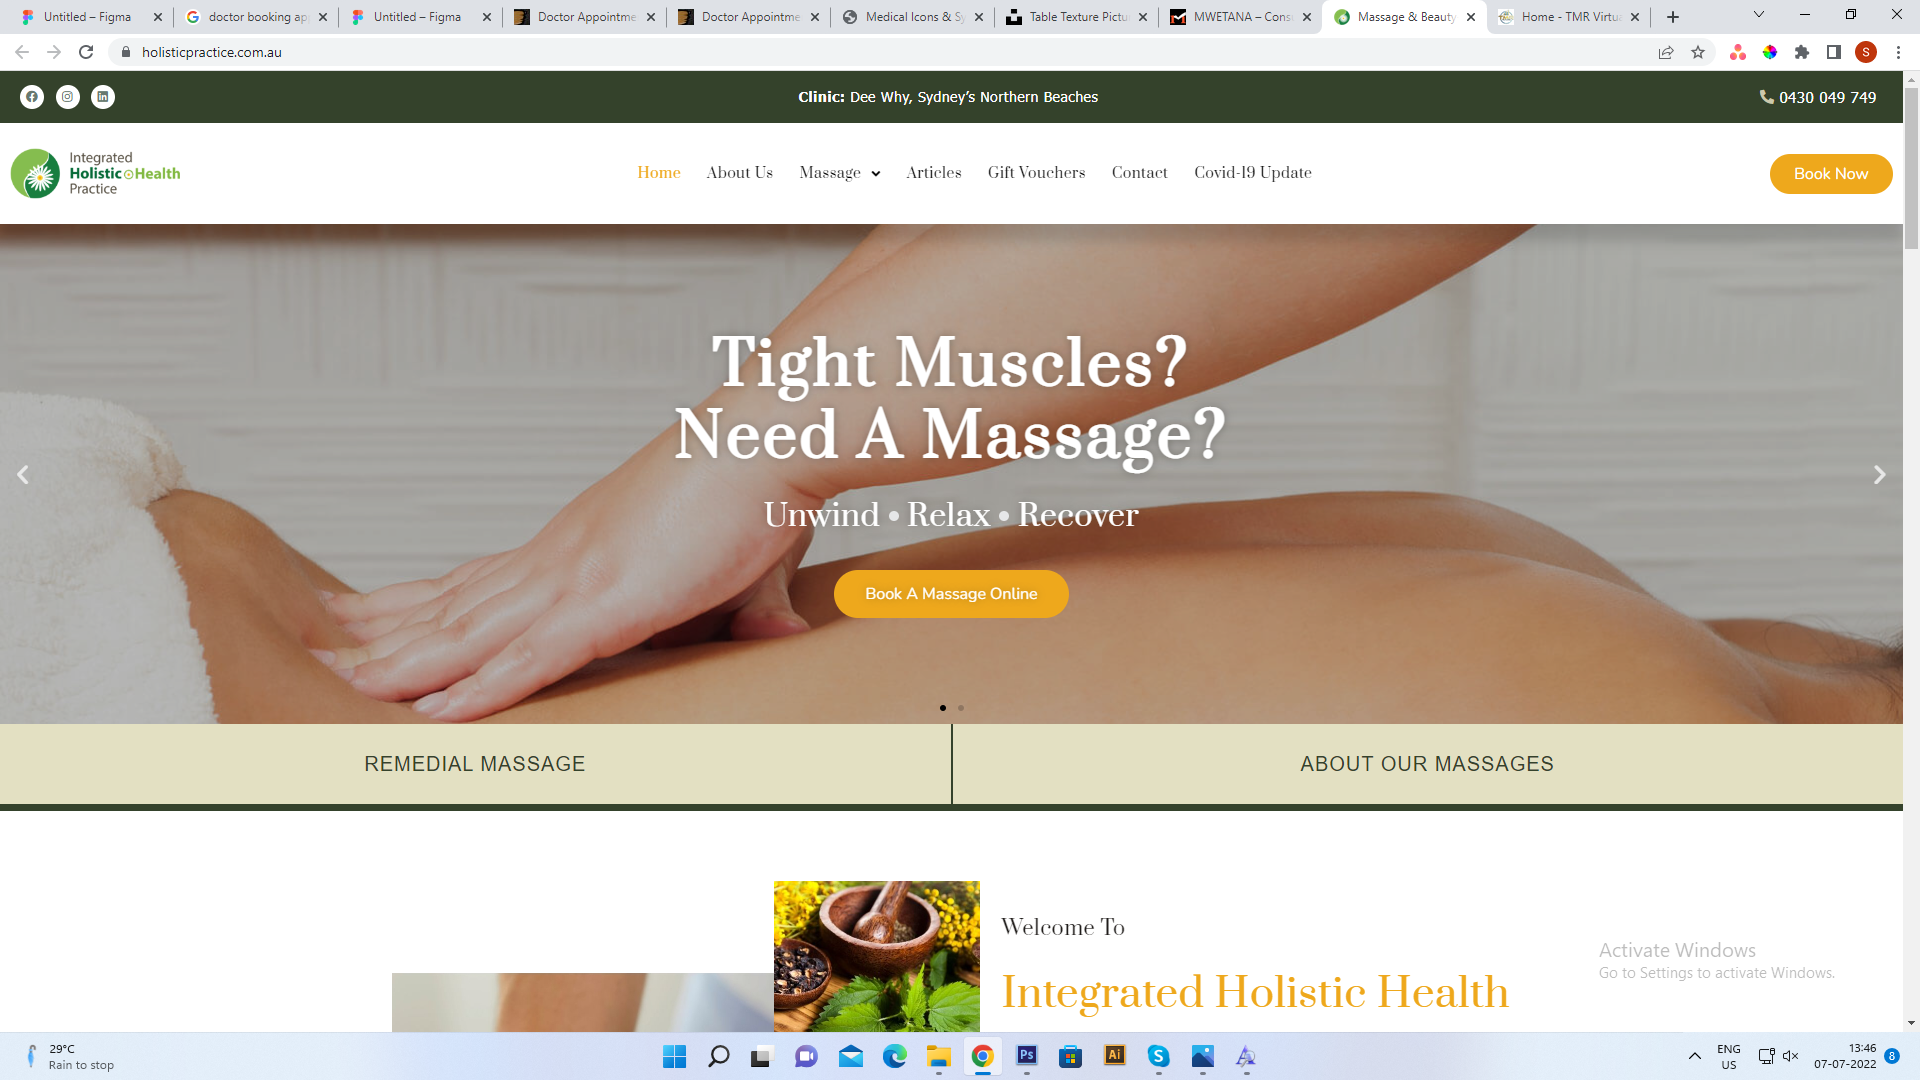 Untitled – Figma
doctor booking ap
Untitled – Figma
Doctor Appointme
Doctor Appointme
Medical Icons & Sy
Table Texture Pictu
MWETANA – Cons
Massage & Beauty
Home - TMR Virtu
holisticpractice.com.au
S
Clinic: Dee Why, Sydney's Northern Beaches
0430 049 749
Integrated
Holistic Health
Practice
Home
About Us
Massage
Articles
Gift Vouchers
Contact
Covid-19 Update
Book Now
Tight Muscles?
Need A Massage?
Unwind • Relax • Recover
Book A Massage Online
REMEDIAL MASSAGE
ABOUT OUR MASSAGES
Welcome To
Integrated Holistic Health
Activate Windows
Go to Settings to activate Windows.
29°C
Rain to stop
Ps
Ai
ENG
US
13:46
07-07-2022
8